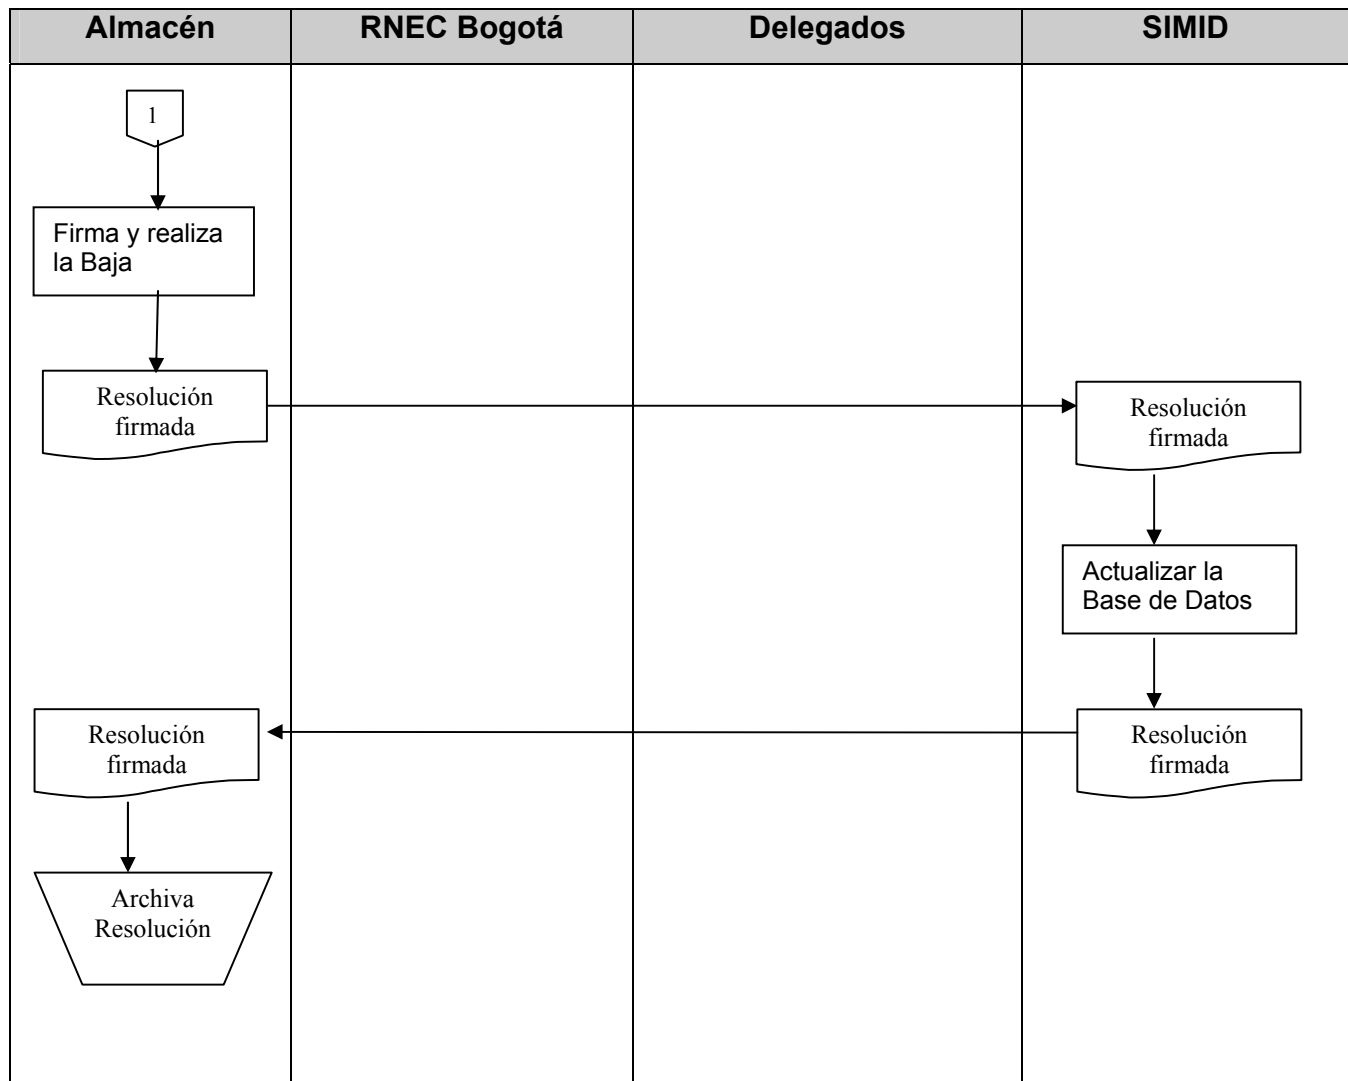 Almacén
RNEC Bogotá
Delegados
SIMID
1
Firma y realiza
la Baja
Resolución
firmada
Resolución
firmada
Actualizar la
Base de Datos
Resolución
firmada
Resolución
firmada
Archiva
Resolución